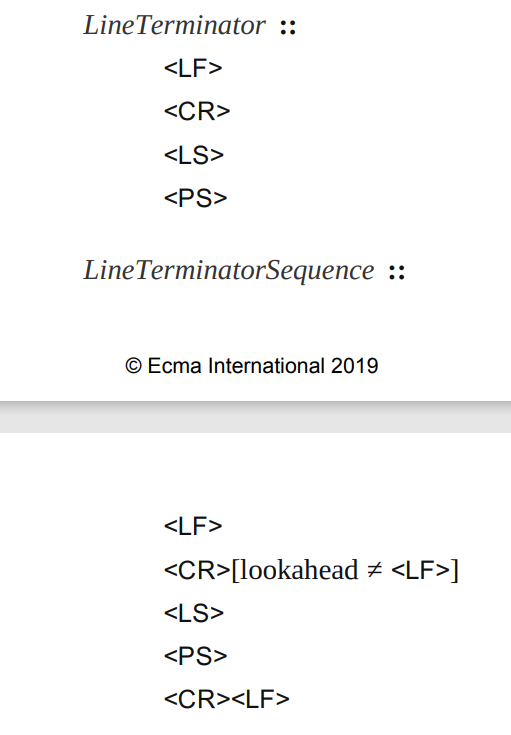 LineTerminator ::
<LF>
<CR>
<LS>
<PS>
LineTerminatorSequence ::
© Ecma International 2019
<LF>
<CR>[lookahead ≠ <LF>]
<LS>
<PS>
<CR><LF>